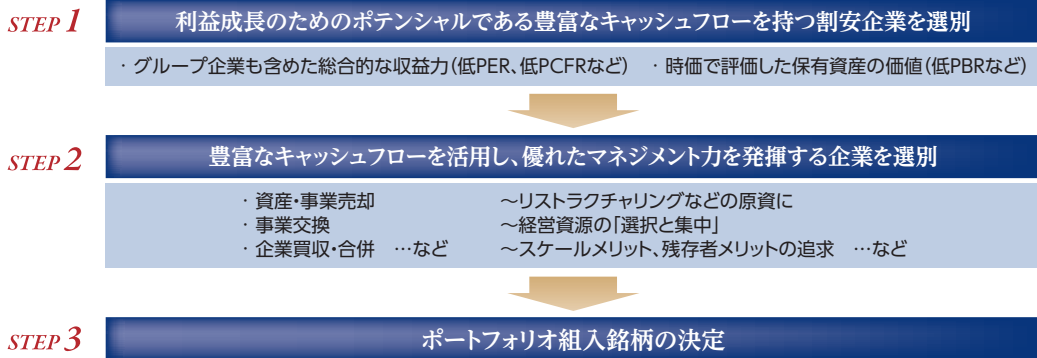 STEP 1 利益成長のためのポテンシャルである豊富なキャッシュフローを持つ割安企業を選別
・グループ企業も含めた総合的な収益力(低PER、低PCFRなど) ・時価で評価した保有資産の価値(低PBRなど)
STEP 2 豊富なキャッシュフローを活用し、優れたマネジメント力を発揮する企業を選別
・資産・事業売却 ～リストラクチャリングなどの原資に
・事業交換 ～経営資源の「選択と集中」
・企業買収・合併 …など ～スケールメリット、残存者メリットの追求 …など
STEP 3 ポートフォリオ組入銘柄の決定